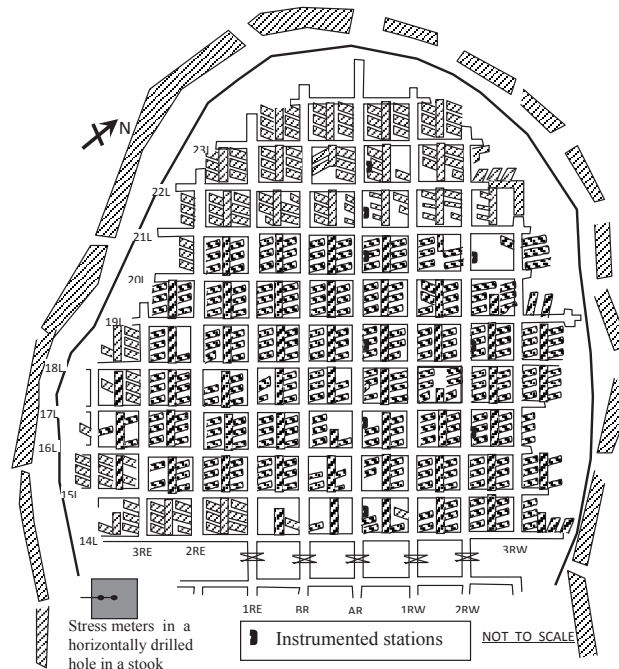 N
23L
22L
21L
20L
19L
18L
17L
16L
15L
14L
3RE 2RE 3RW
1RE BR AR 1RW 2RW
Stress meters in a
horizontally drilled
hole in a stook
Instrumented stations
NOT TO SCALE